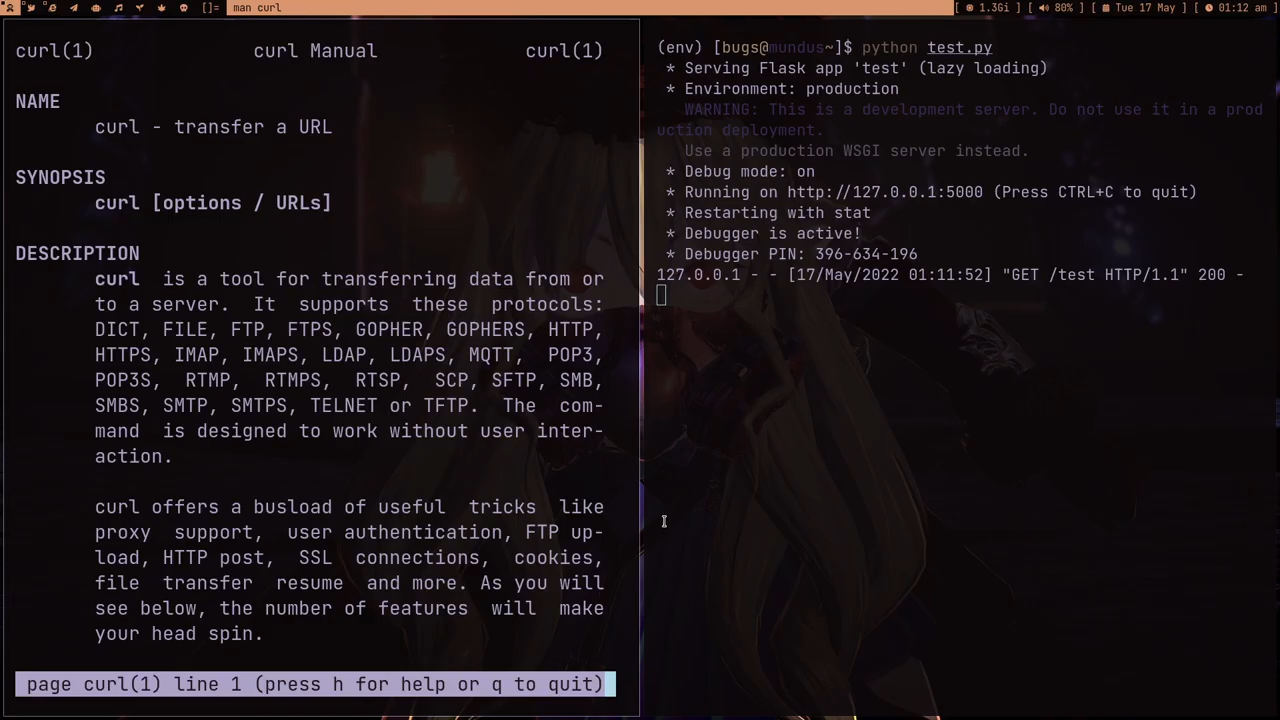 []= man curl [ 1.3Gi ] [ 80% ] [ Tue 17 May ] [ 01:12 am ]
curl(1) curl Manual curl(1)
NAME
curl - transfer a URL
SYNOPSIS
curl [options / URLs]
DESCRIPTION
curl is a tool for transferring data from or
to a server. It supports these protocols:
DICT, FILE, FTP, FTPS, GOPHER, GOPHERS, HTTP,
HTTPS, IMAP, IMAPS, LDAP, LDAPS, MQTT, POP3,
POP3S, RTMP, RTMPS, RTSP, SCP, SFTP, SMB,
SMBS, SMTP, SMTPS, TELNET or TFTP. The com-
mand is designed to work without user inter-
action.
curl offers a busload of useful tricks like
proxy support, user authentication, FTP up-
load, HTTP post, SSL connections, cookies,
file transfer resume and more. As you will
see below, the number of features will make
your head spin.
page curl(1) line 1 (press h for help or q to quit)
(env) [bugs@mundus~]$ python test.py
* Serving Flask app 'test' (lazy loading)
* Environment: production
WARNING: This is a development server. Do not use it in a prod
uction deployment.
Use a production WSGI server instead.
* Debug mode: on
* Running on http://127.0.0.1:5000 (Press CTRL+C to quit)
* Restarting with stat
* Debugger is active!
* Debugger PIN: 396-634-196
127.0.0.1 - - [17/May/2022 01:11:52] "GET /test HTTP/1.1" 200 -